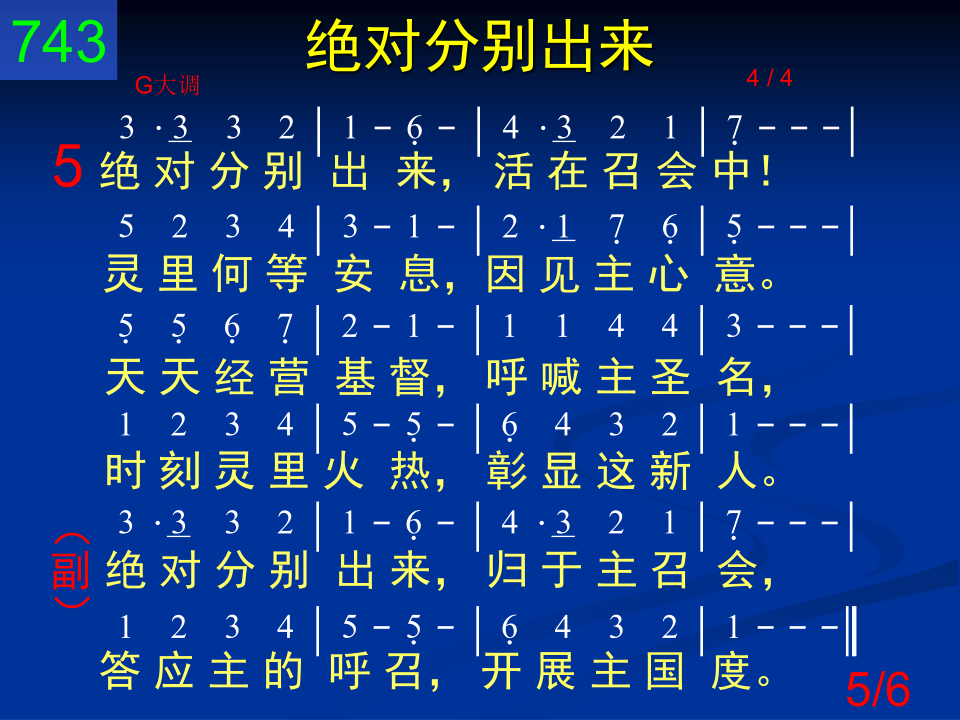 743
绝对分别出来
G大调
4 / 4
3 · 3 3 2 | 1 - 6̣ - | 4 · 3 2 1 | 7̣ - - - |
5 绝对分别 出 来，活在召会中！
5 2 3 4 | 3 - 1 - | 2 · 1 7̣ 6̣ | 5̣ - - - |
灵里何等 安 息，因见主心 意。
5̣ 5̣ 6̣ 7̣ | 2 - 1 - | 1 1 4 4 | 3 - - - |
天天经营 基 督，呼喊主圣 名，
1 2 3 4 | 5 - 5̣ - | 6̣ 4 3 2 | 1 - - - |
时刻灵里火 热，彰显这新 人。
3 · 3 3 2 | 1 - 6̣ - | 4 · 3 2 1 | 7̣ - - - |
（副） 绝对分别 出来，归于主召 会，
1 2 3 4 | 5 - 5̣ - | 6̣ 4 3 2 | 1 - - - ‖
答应主的 呼召，开展主国 度。
5/6